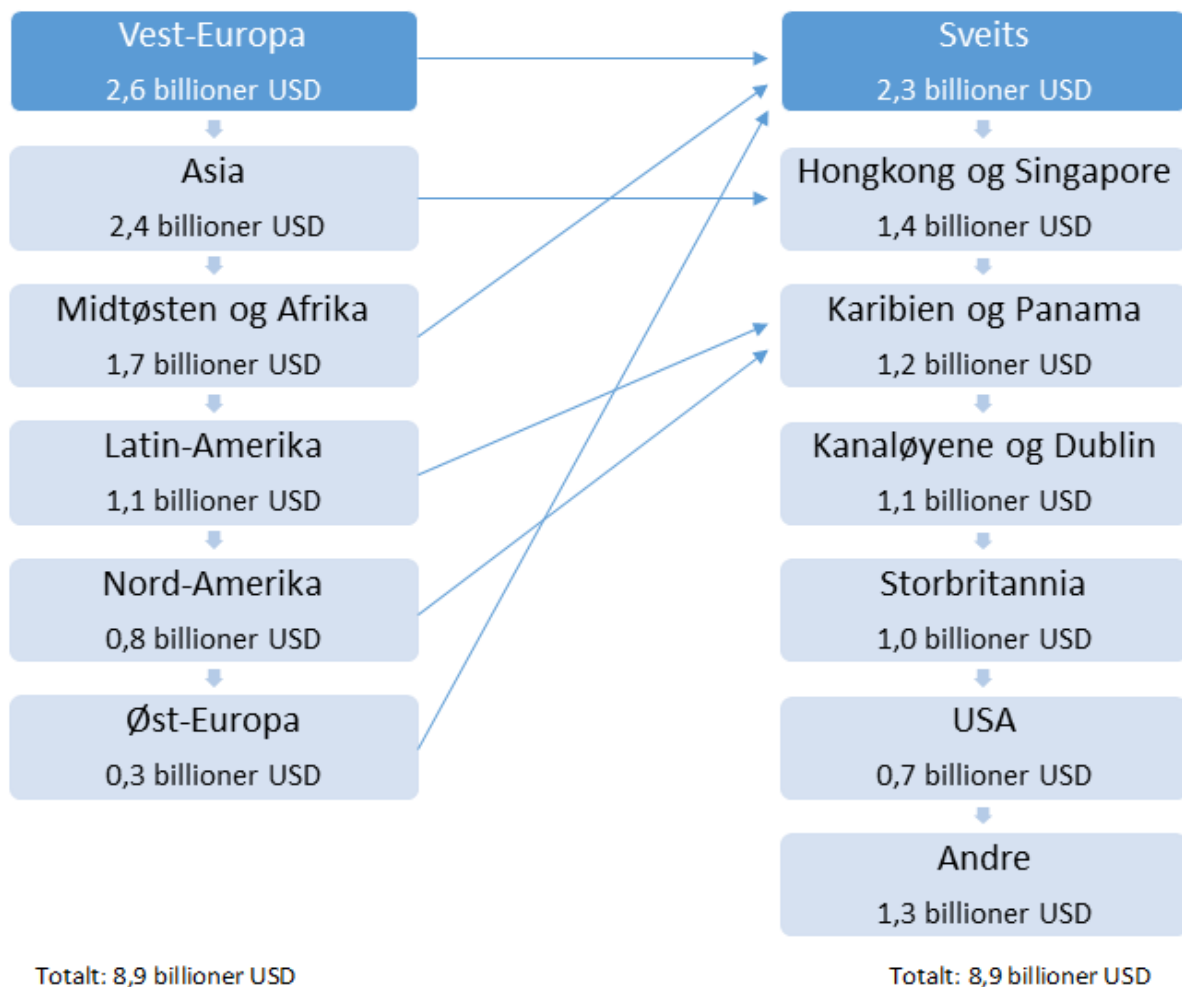 Vest-Europa
2,6 billioner USD
Asia
2,4 billioner USD
Midtøsten og Afrika
1,7 billioner USD
Latin-Amerika
1,1 billioner USD
Nord-Amerika
0,8 billioner USD
Øst-Europa
0,3 billioner USD
Totalt: 8,9 billioner USD
Sveits
2,3 billioner USD
Hongkong og Singapore
1,4 billioner USD
Karibien og Panama
1,2 billioner USD
Kanaløyene og Dublin
1,1 billioner USD
Storbritannia
1,0 billioner USD
USA
0,7 billioner USD
Andre
1,3 billioner USD
Totalt: 8,9 billioner USD